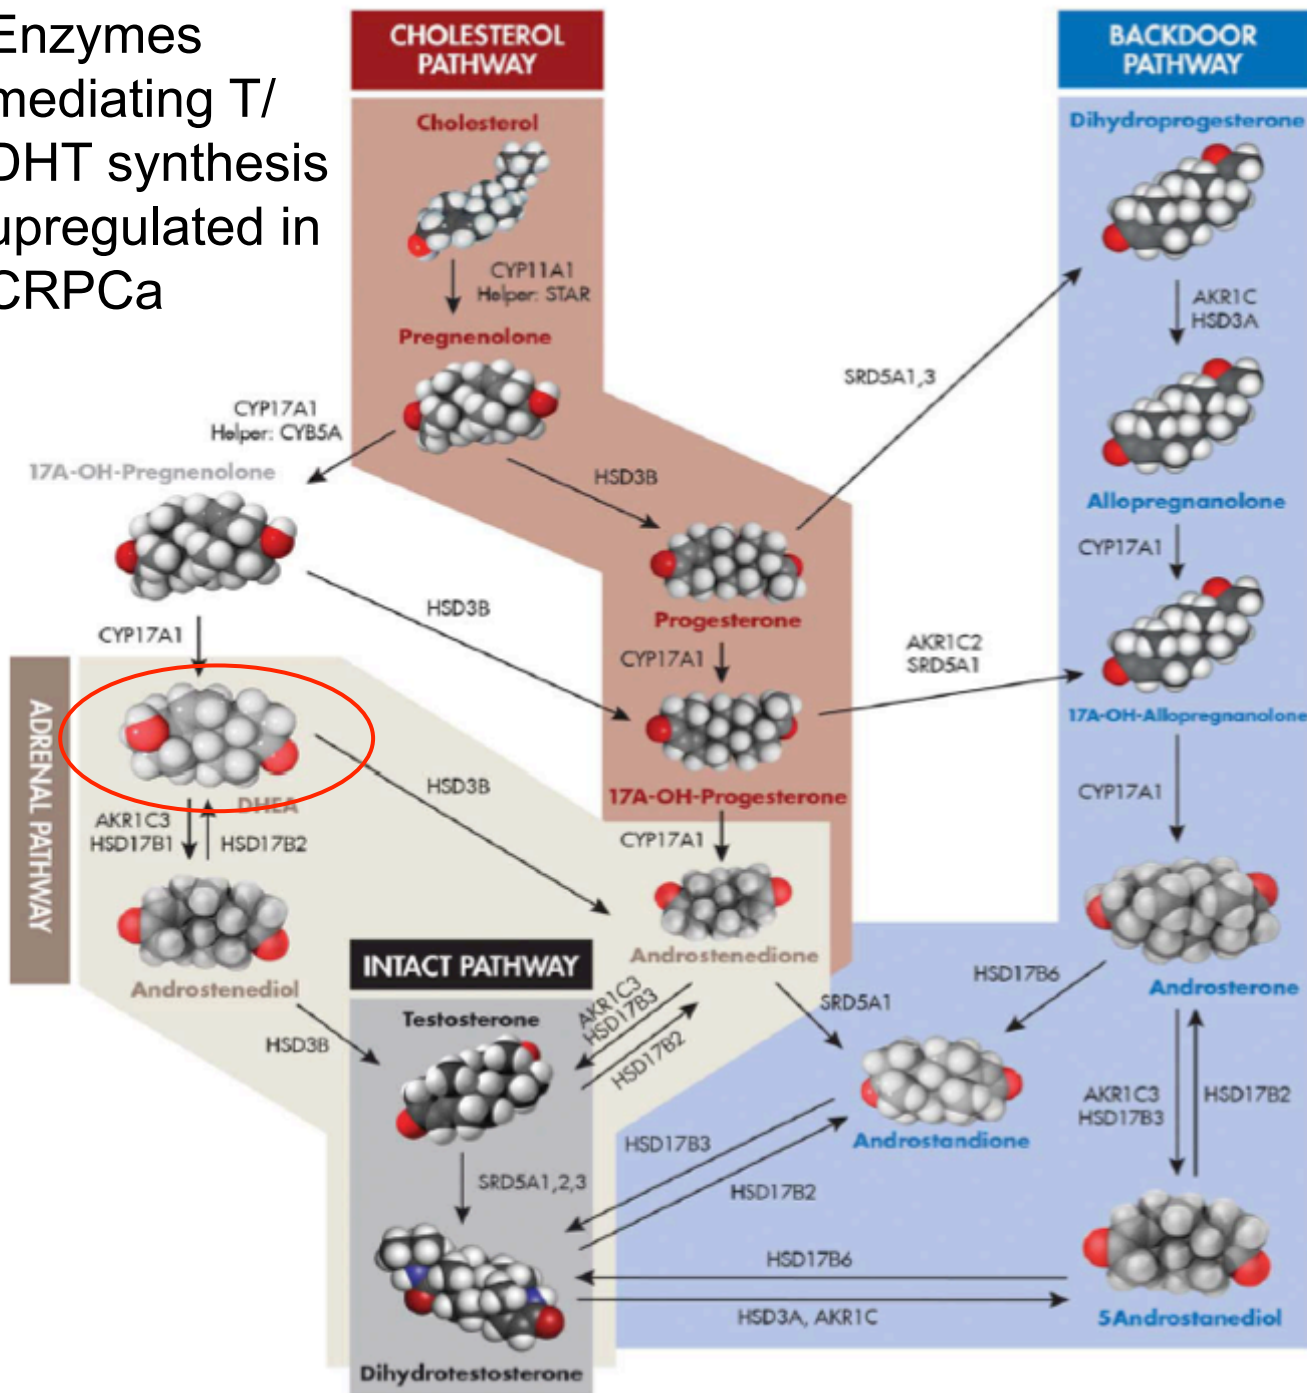 Enzymes
mediating T/
DHT synthesis
upregulated in
CRPCa
CHOLESTEROL
PATHWAY
Cholesterol
CYP11A1
Helper: STAR
Pregnenolone
CYP17A1
Helper: CYB5A
HSD3B
17A-OH-Pregnenolone
CYP17A1
HSD3B
Progesterone
CYP17A1
17A-OH-Progesterone
CYP17A1
SRD5A1,3
AKR1C2
SRD5A1
BACKDOOR
PATHWAY
Dihydroprogesterone
AKR1C
HSD3A
Allopregnanolone
CYP17A1
17A-OH-Allopregnanolone
CYP17A1
Androsterone
HSD17B6
AKR1C3
HSD17B3
HSD17B2
5Androstanediol
ADRENAL PATHWAY
DHEA
HSD3B
AKR1C3
HSD17B1
HSD17B2
Androstenediol
HSD3B
Androstenedione
AKR1C3
HSD17B3
HSD17B2
SRD5A1
Androstandione
INTACT PATHWAY
Testosterone
SRD5A1,2,3
HSD17B3
HSD17B2
HSD17B6
HSD3A, AKR1C
Dihydrotestosterone